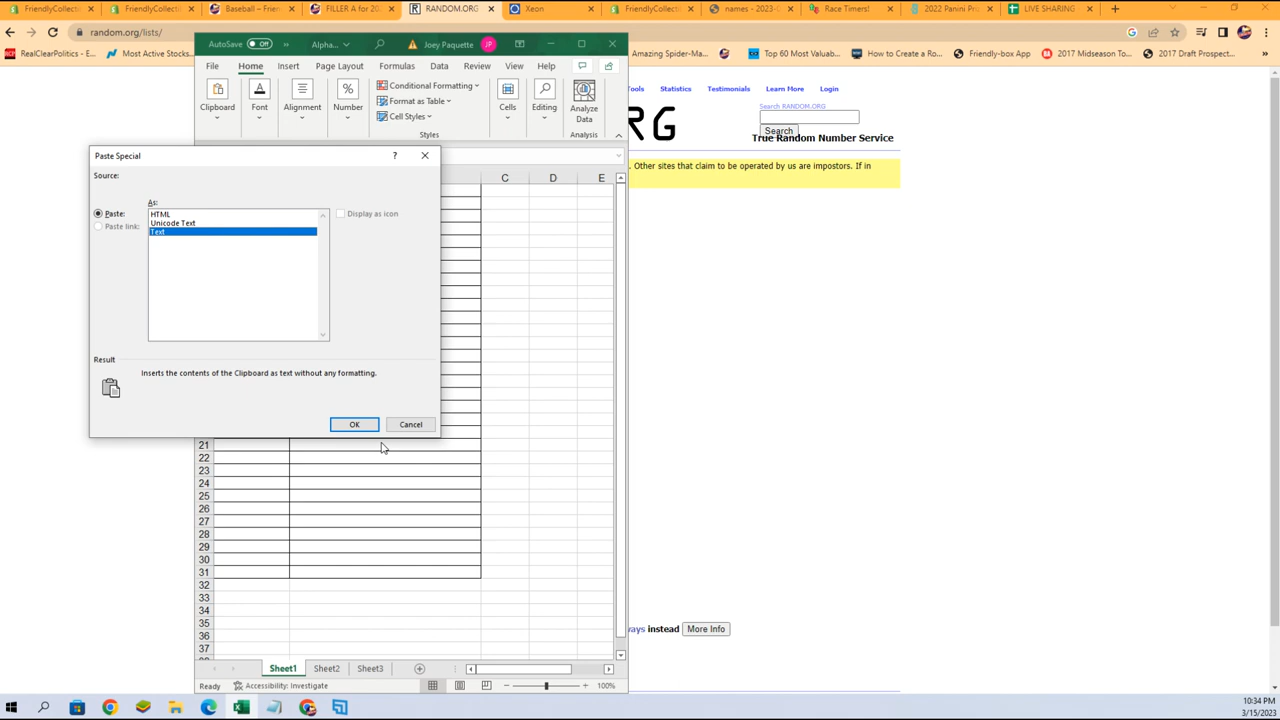 FriendlyCollecti
FriendlyCollecti
Baseball – Frien
FILLER A for 202
RANDOM.ORG
Xeon
FriendlyCollecti
names - 2023-0
Race Timers!
2022 Panini Pri
LIVE SHARING
random.org/lists/
RealClearPolitics - E
Most Active Stocks
Amazing Spider-Ma
Top 60 Most Valuab
How to Create a Ro
Friendly-box App
2017 Midseason To
2017 Draft Prospect
AutoSave Off
Alpha...
Joey Paquette
JP
File Home Insert Page Layout Formulas Data Review View Help
Clipboard
Font
Alignment
Number
Conditional Formatting
Format as Table
Cell Styles
Styles
Cells
Editing
Analyze
Data
Analysis
Tools
Statistics
Testimonials
Learn More
Login
Search RANDOM.ORG
Search
RG
True Random Number Service
. Other sites that claim to be operated by us are impostors. If in
Paste Special
?
Source:
As:
Paste:
Paste link:
HTML
Unicode Text
Text
Display as icon
Result
Inserts the contents of the Clipboard as text without any formatting.
OK
Cancel
C D E
21
22
23
24
25
26
27
28
29
30
31
32
33
34
35
36
37
ays instead
More Info
Sheet1 Sheet2 Sheet3
Ready
Accessibility: Investigate
100%
10:34 PM
3/15/2023